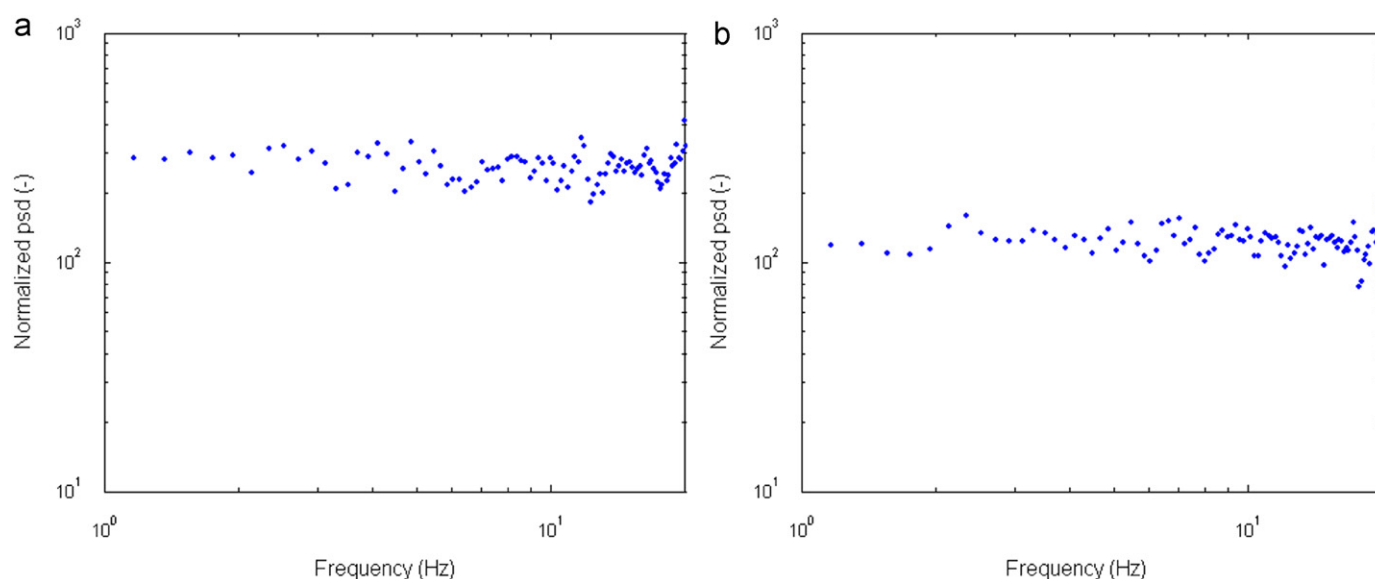 a
10³
10²
10¹
10⁰
10¹
Normalized psd (-)
Frequency (Hz)
b
10³
10²
10¹
10⁰
10¹
Normalized psd (-)
Frequency (Hz)